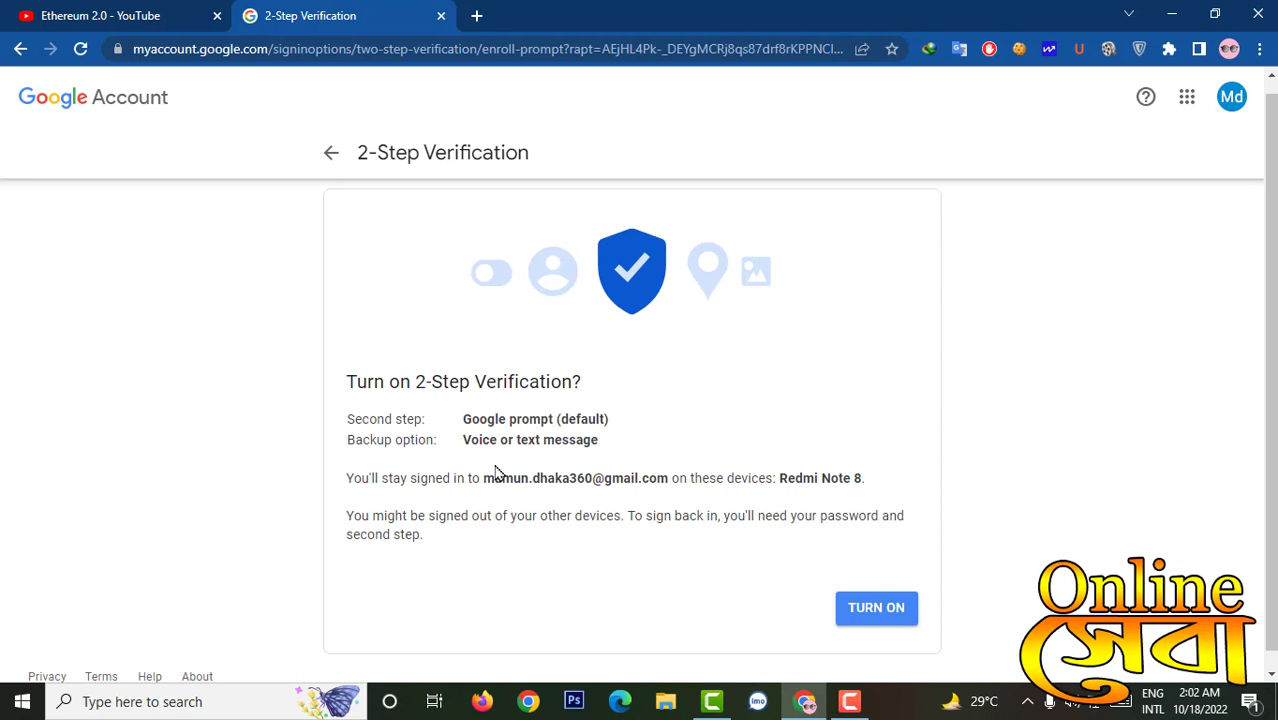 Ethereum 2.0 - YouTube
2-Step Verification
myaccount.google.com/signinoptions/two-step-verification/enroll-prompt?rapt=AEjHL4Pk-_DEYgMCRj8qs87drf8rKPPNCI...
Google Account
Md
2-Step Verification
Turn on 2-Step Verification?
Second step: Google prompt (default)
Backup option: Voice or text message
You'll stay signed in to mamun.dhaka360@gmail.com on these devices: Redmi Note 8.
You might be signed out of your other devices. To sign back in, you'll need your password and
second step.
TURN ON
Online
সেবা
Privacy Terms Help About
Type here to search
Ps
imo
29°C
ENG
INTL
2:02 AM
10/18/2022
1